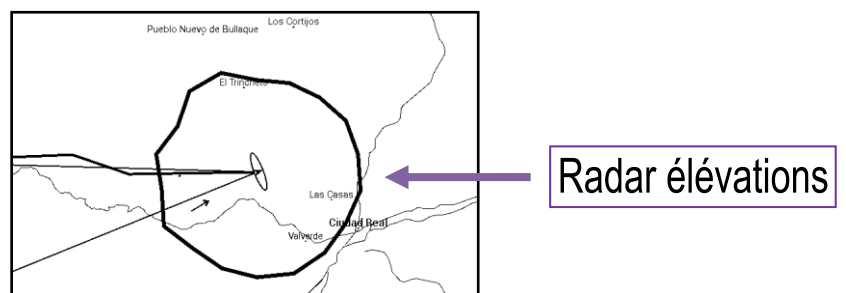 Los Cortijos
Pueblo Nuevo de Bullaque
El Trincheto
Radar élévations
Las Casas
Ciudad Real
Valverde